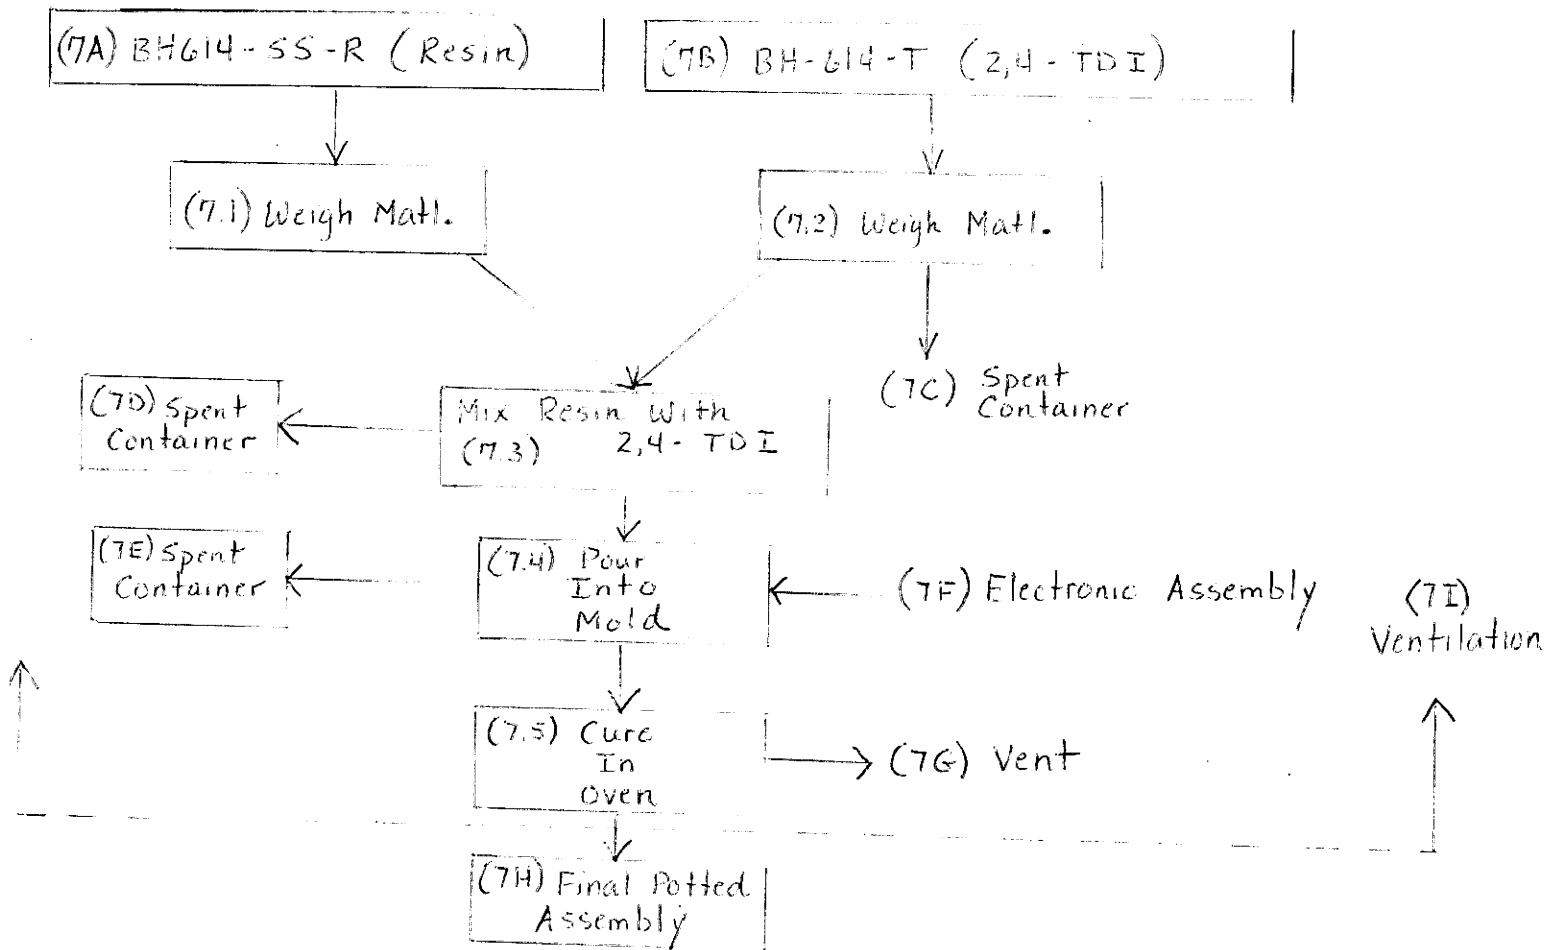 (7A) BH614-SS-R (Resin)
(7B) BH-614-T (2,4-TDI)
(7.1) Weigh Matl.
(7.2) Weigh Matl.
(7C) Spent
Container
(7D) Spent
Container
Mix Resin With
(7.3) 2,4-TDI
(7E) Spent
Container
(7.4) Pour
Into
Mold
(7F) Electronic Assembly
(7I)
Ventilation
(7.5) Cure
In
Oven
(7G) Vent
(7H) Final Potted
Assembly